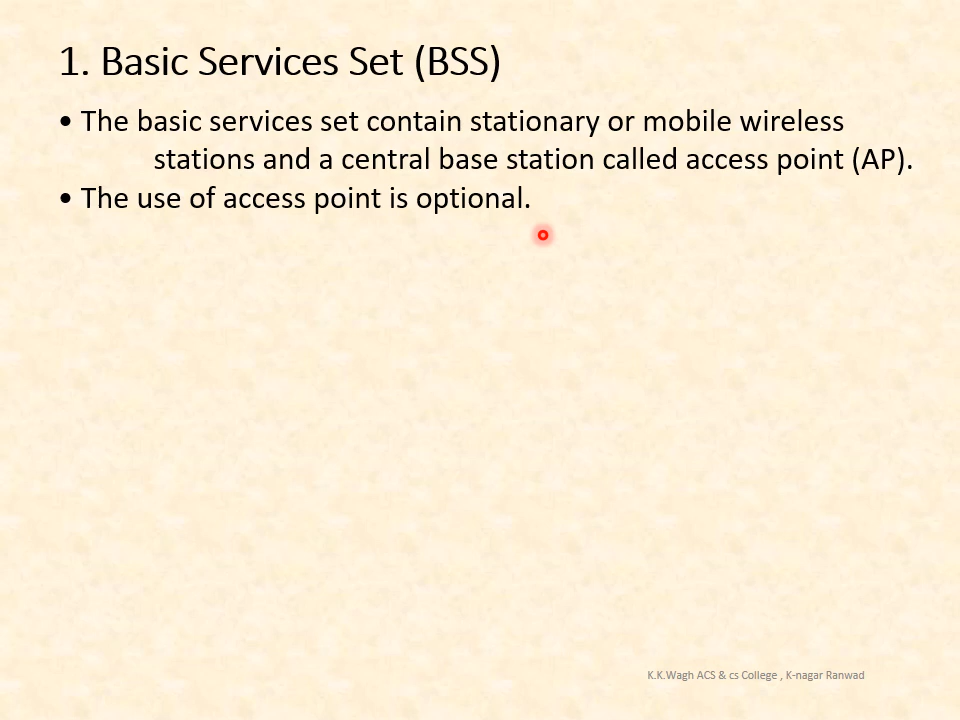 1. Basic Services Set (BSS)
• The basic services set contain stationary or mobile wireless
stations and a central base station called access point (AP).
• The use of access point is optional.
K.K.Wagh ACS & cs College , K-nagar Ranwad